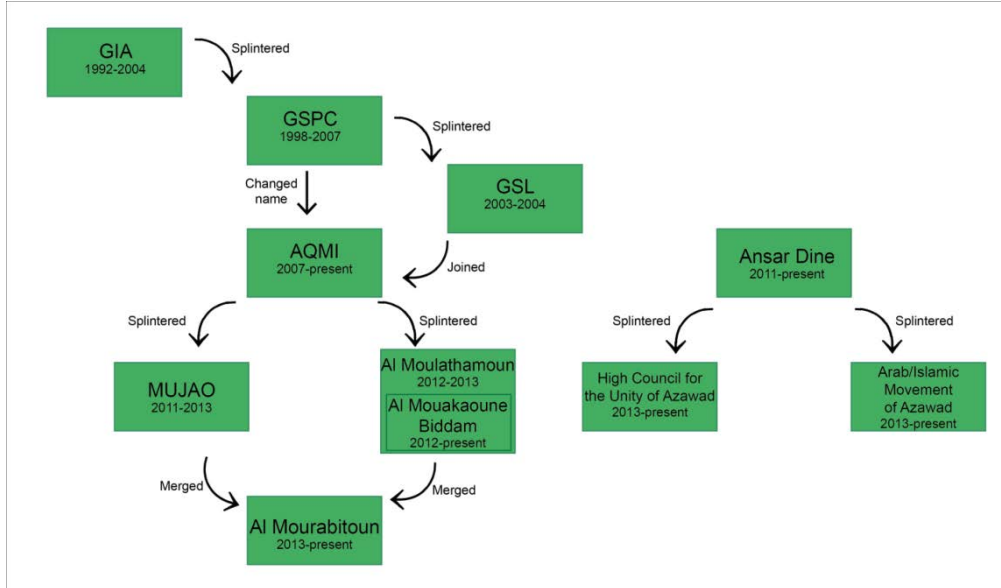 GIA
1992-2004
Splintered
GSPC
1998-2007
Splintered
Changed
name
GSL
2003-2004
AQMI
2007-present
Joined
Ansar Dine
2011-present
Splintered
Splintered
Splintered
Splintered
MUJAO
2011-2013
Al Moulathamoun
2012-2013
Al Mouakaoune
Biddam
2012-present
High Council for
the Unity of Azawad
2013-present
Arab/Islamic
Movement
of Azawad
2013-present
Merged
Merged
Al Mourabitoun
2013-present